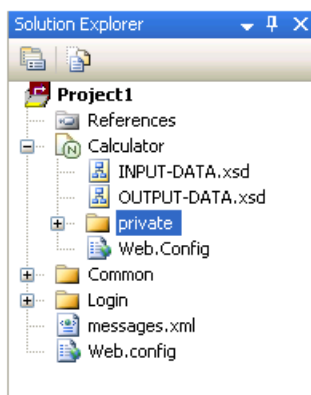 Solution Explorer
Project1
References
Calculator
INPUT-DATA.xsd
OUTPUT-DATA.xsd
private
Web.Config
Common
Login
messages.xml
Web.config